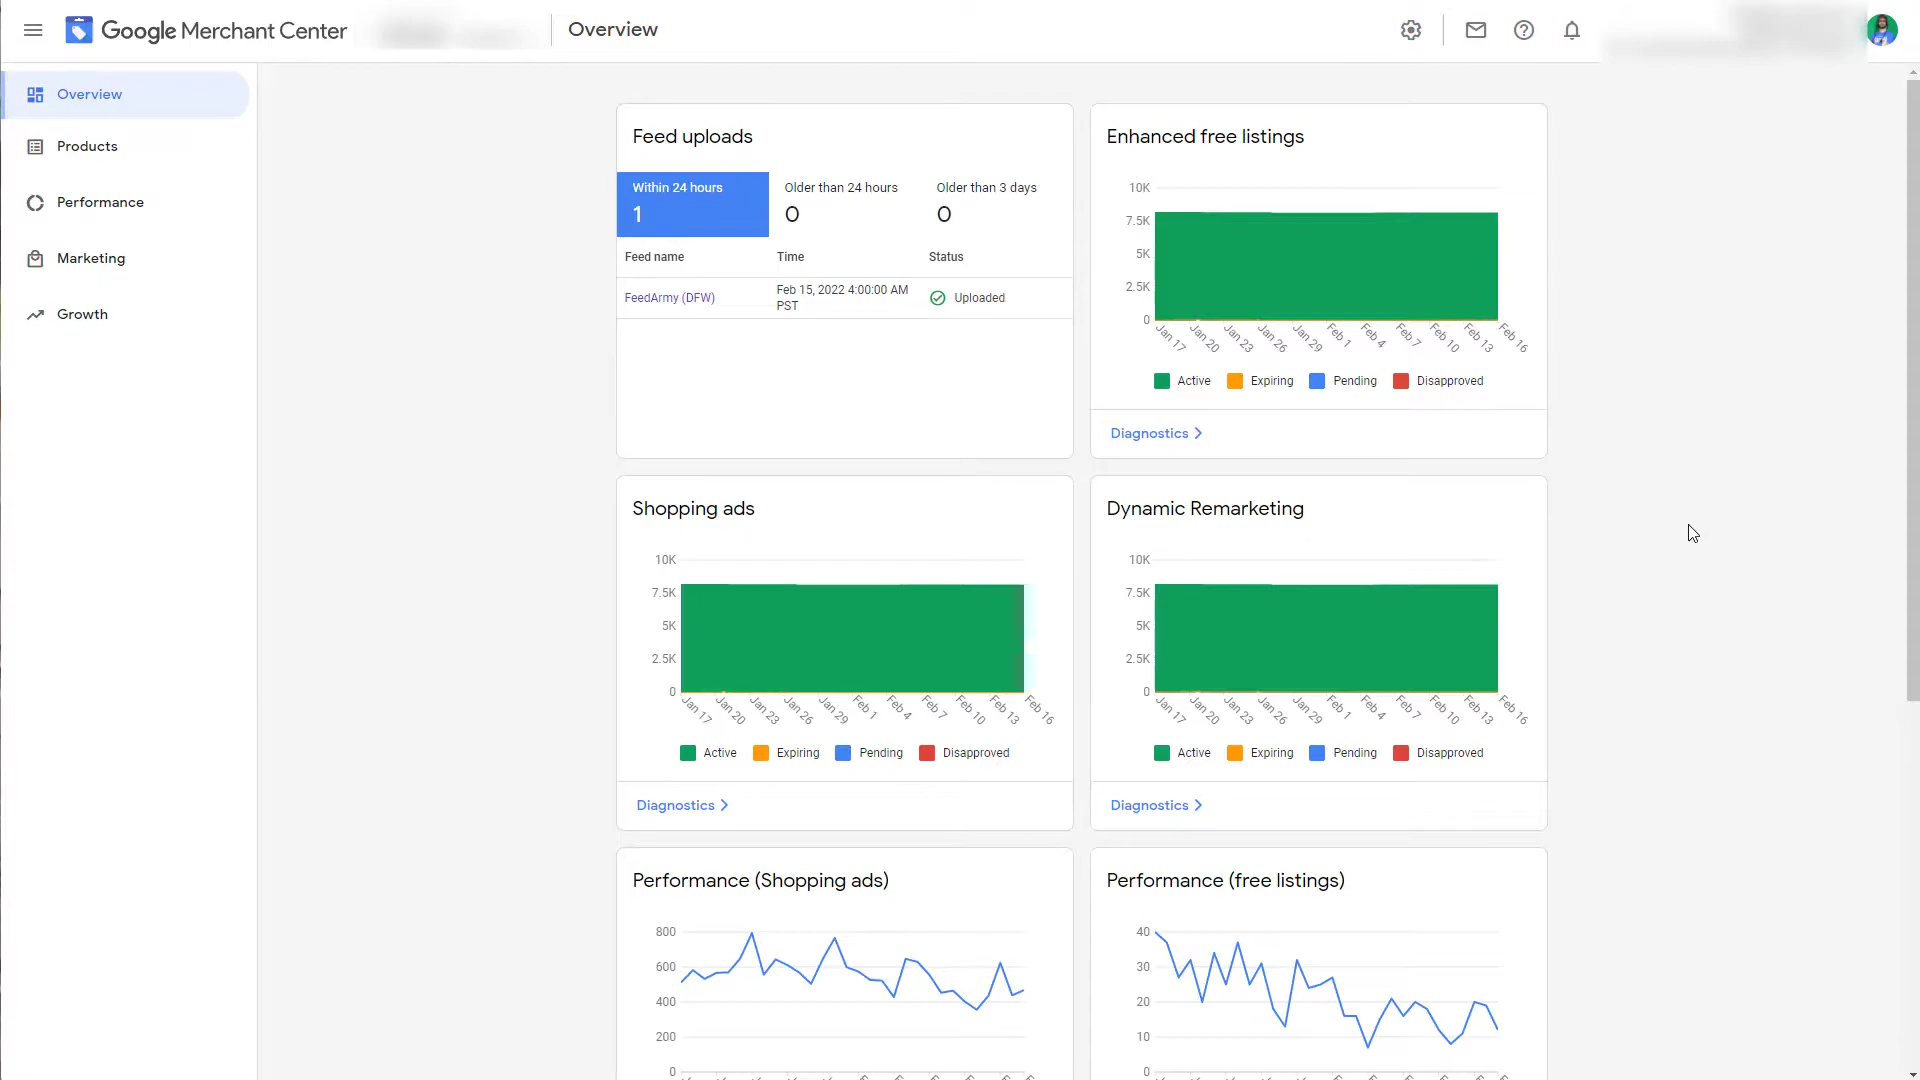 Google Merchant Center
Overview
Overview
Products
Performance
Marketing
Growth
Feed uploads
Within 24 hours
1
Older than 24 hours
0
Older than 3 days
0
Feed name Time Status
FeedArmy (DFW) Feb 15, 2022 4:00:00 AM PST Uploaded
Enhanced free listings
10K
7.5K
5K
2.5K
0
Jan 17 Jan 20 Jan 23 Jan 26 Jan 29 Feb 1 Feb 4 Feb 7 Feb 10 Feb 13 Feb 16
Active Expiring Pending Disapproved
Diagnostics
Shopping ads
10K
7.5K
5K
2.5K
0
Jan 17 Jan 20 Jan 23 Jan 26 Jan 29 Feb 1 Feb 4 Feb 7 Feb 10 Feb 13 Feb 16
Active Expiring Pending Disapproved
Diagnostics
Dynamic Remarketing
10K
7.5K
5K
2.5K
0
Jan 17 Jan 20 Jan 23 Jan 26 Jan 29 Feb 1 Feb 4 Feb 7 Feb 10 Feb 13 Feb 16
Active Expiring Pending Disapproved
Diagnostics
Performance (Shopping ads)
800
600
400
200
0
Performance (free listings)
40
30
20
10
0